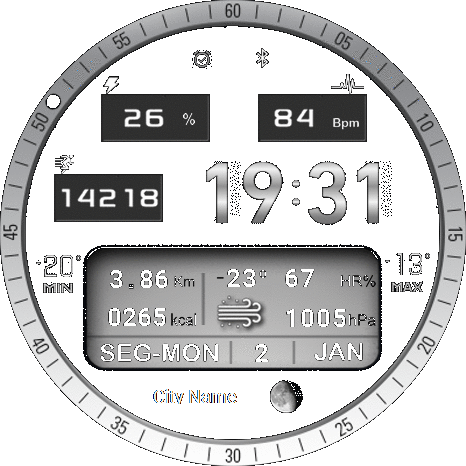 60
55 05
50 10
45 15
40 20
35 25
30
26 %
84 Bpm
14218
19:31
-20° MIN
-13° MAX
3.86 Km -23° 67 HR%
0265 kcal 1005 hPa
SEG-MON 2 JAN
City Name